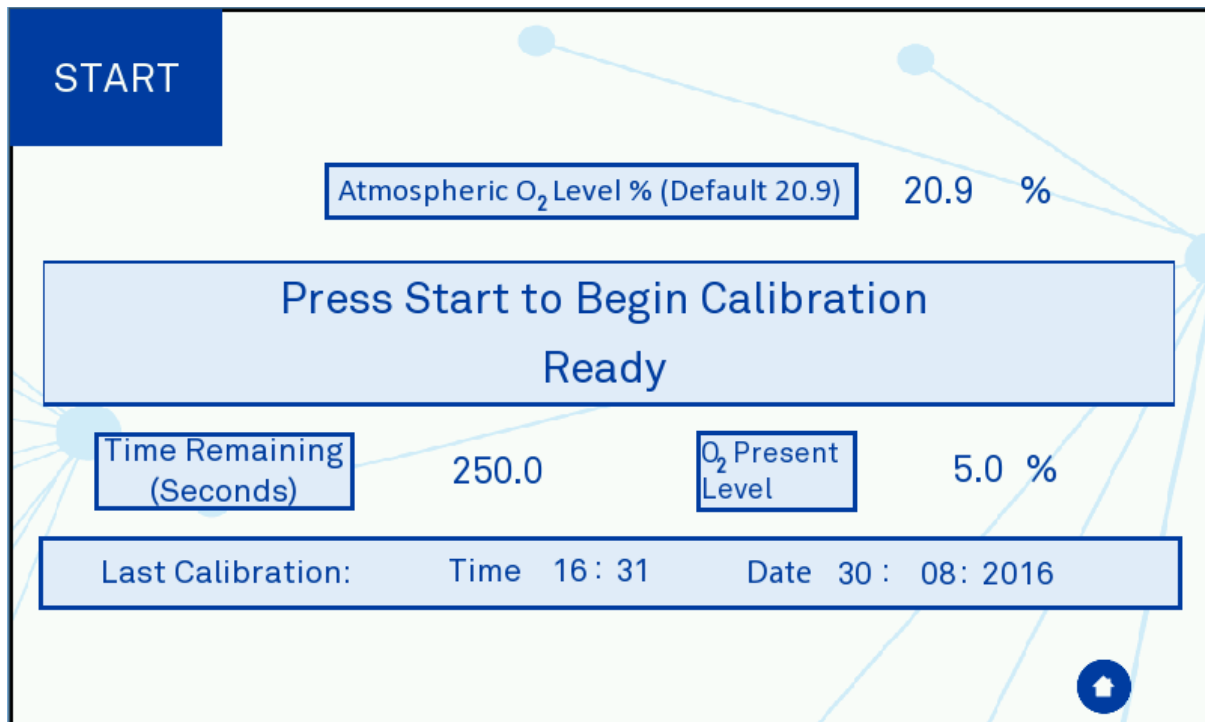 START
Atmospheric O₂ Level % (Default 20.9) 20.9 %
Press Start to Begin Calibration
Ready
Time Remaining
(Seconds)
250.0
O₂ Present
Level
5.0 %
Last Calibration: Time 16 : 31 Date 30 : 08 : 2016